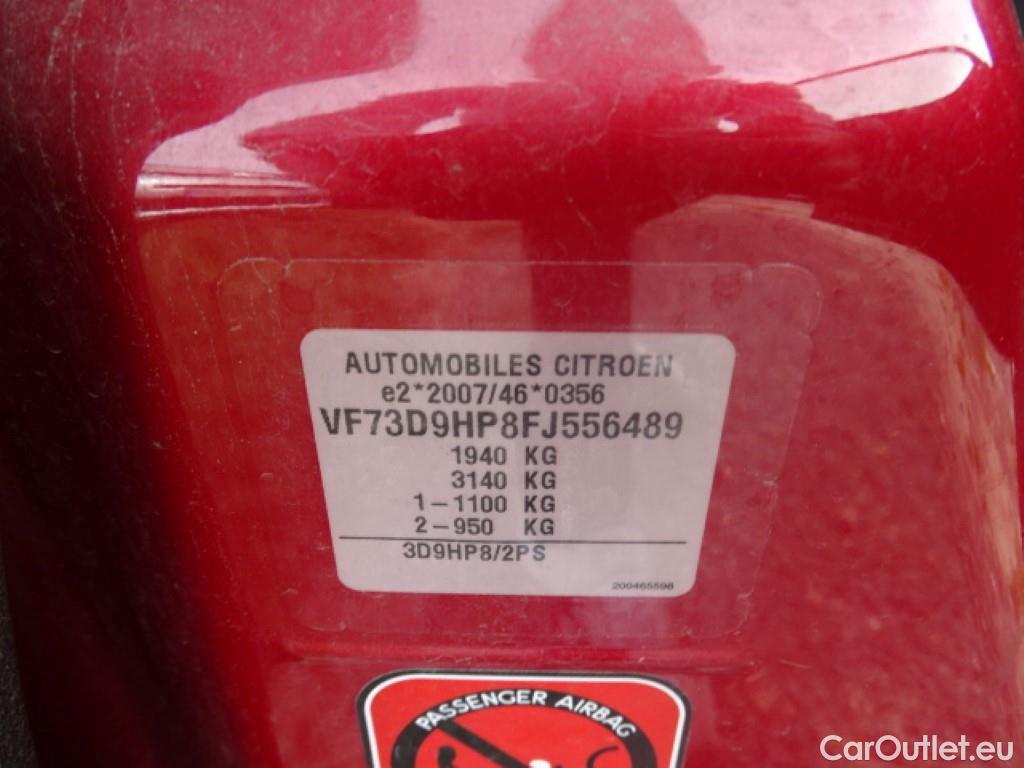 AUTOMOBILES CITROEN
e2*2007/46*0356
VF73D9HP8FJ556489
1940 KG
3140 KG
1-1100 KG
2-950 KG
3D9HP8/2PS
200465598
PASSENGER AIRBAG
CarOutlet.eu